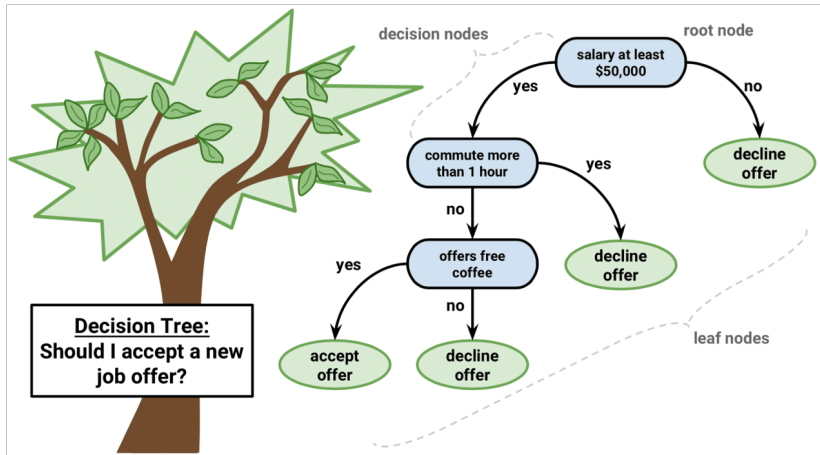 decision nodes
root node
salary at least
$50,000
yes
no
commute more
than 1 hour
yes
decline
offer
no
offers free
coffee
decline
offer
yes
no
accept
offer
decline
offer
leaf nodes
Decision Tree:
Should I accept a new
job offer?